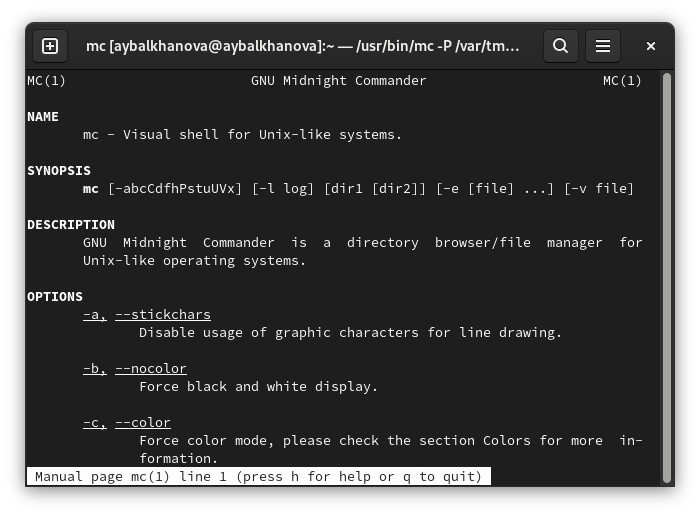 mc [aybalkhanova@aybalkhanova]:~ — /usr/bin/mc -P /var/tm…
MC(1) GNU Midnight Commander MC(1)
NAME
mc - Visual shell for Unix-like systems.
SYNOPSIS
mc [-abcCdfhPstuUVx] [-l log] [dir1 [dir2]] [-e [file] ...] [-v file]
DESCRIPTION
GNU Midnight Commander is a directory browser/file manager for
Unix-like operating systems.
OPTIONS
-a, --stickchars
Disable usage of graphic characters for line drawing.
-b, --nocolor
Force black and white display.
-c, --color
Force color mode, please check the section Colors for more in-
formation.
Manual page mc(1) line 1 (press h for help or q to quit)